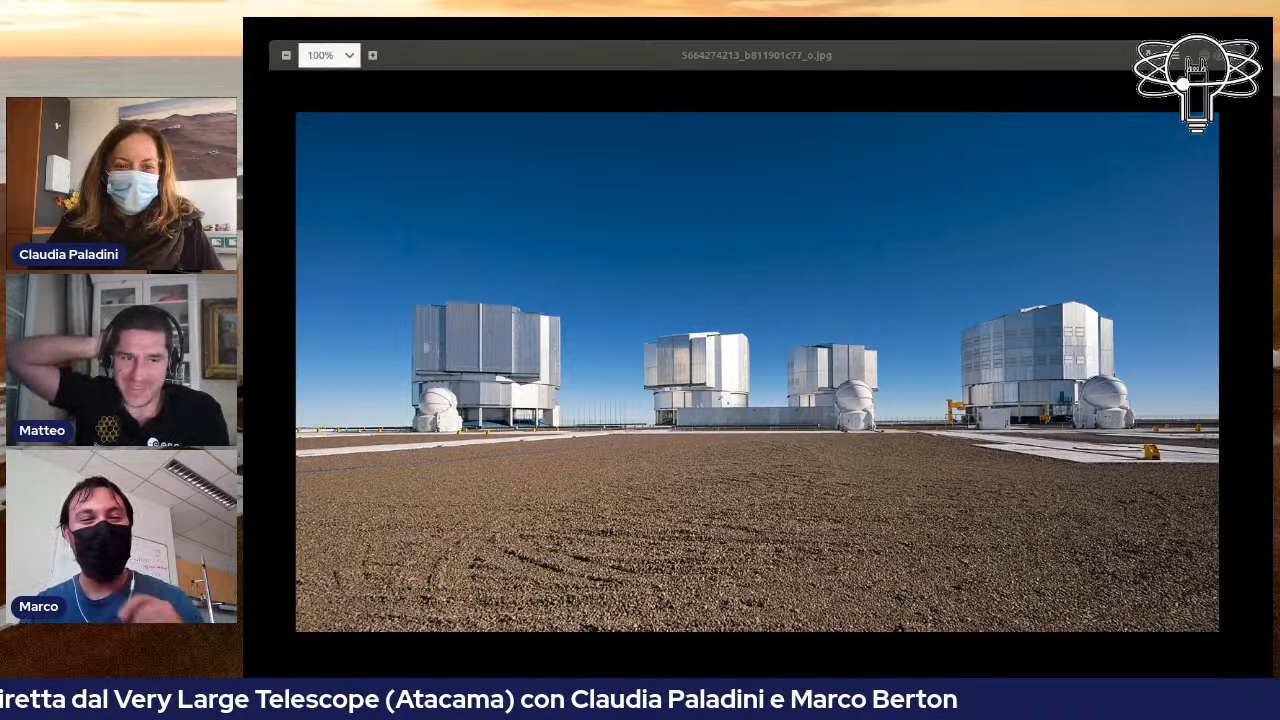 100%
5664274213_b811901c77_o.jpg
Claudia Paladini
Matteo
Marco
iretta dal Very Large Telescope (Atacama) con Claudia Paladini e Marco Berton